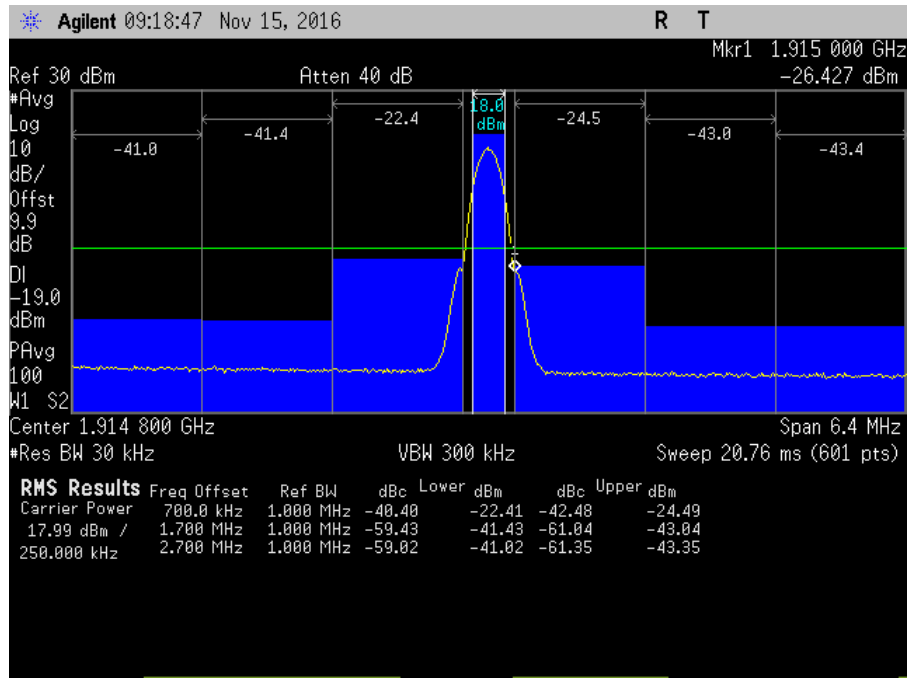 Agilent 09:18:47 Nov 15, 2016 R T
Mkr1 1.915 000 GHz
Ref 30 dBm Atten 40 dB −26.427 dBm
#Avg
Log
10
dB/
Offst
9.9
dB
DI
−19.0
dBm
PAvg
100
W1 S2
−41.0
−41.4
−22.4
18.0
dBm
−24.5
−43.0
−43.4
Center 1.914 800 GHz Span 6.4 MHz
#Res BW 30 kHz VBW 300 kHz Sweep 20.76 ms (601 pts)
RMS Results Freq Offset Ref BW dBc Lower dBm dBc Upper dBm
Carrier Power 700.0 kHz 1.000 MHz −40.40 −22.41 −42.48 −24.49
17.99 dBm / 1.700 MHz 1.000 MHz −59.43 −41.43 −61.04 −43.04
250.000 kHz 2.700 MHz 1.000 MHz −59.02 −41.02 −61.35 −43.35